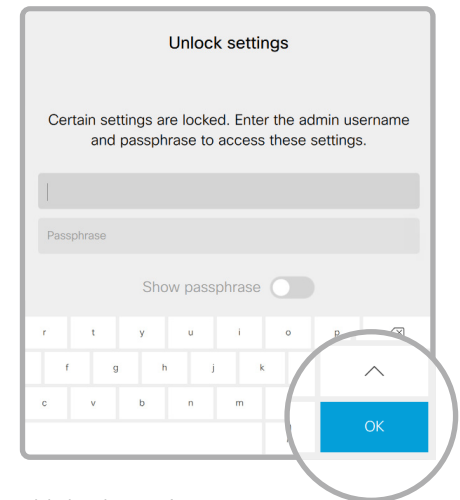 Unlock settings
Certain settings are locked. Enter the admin username
and passphrase to access these settings.
Passphrase
Show passphrase
r t y u i o p
f g h j k
c v b n m
OK